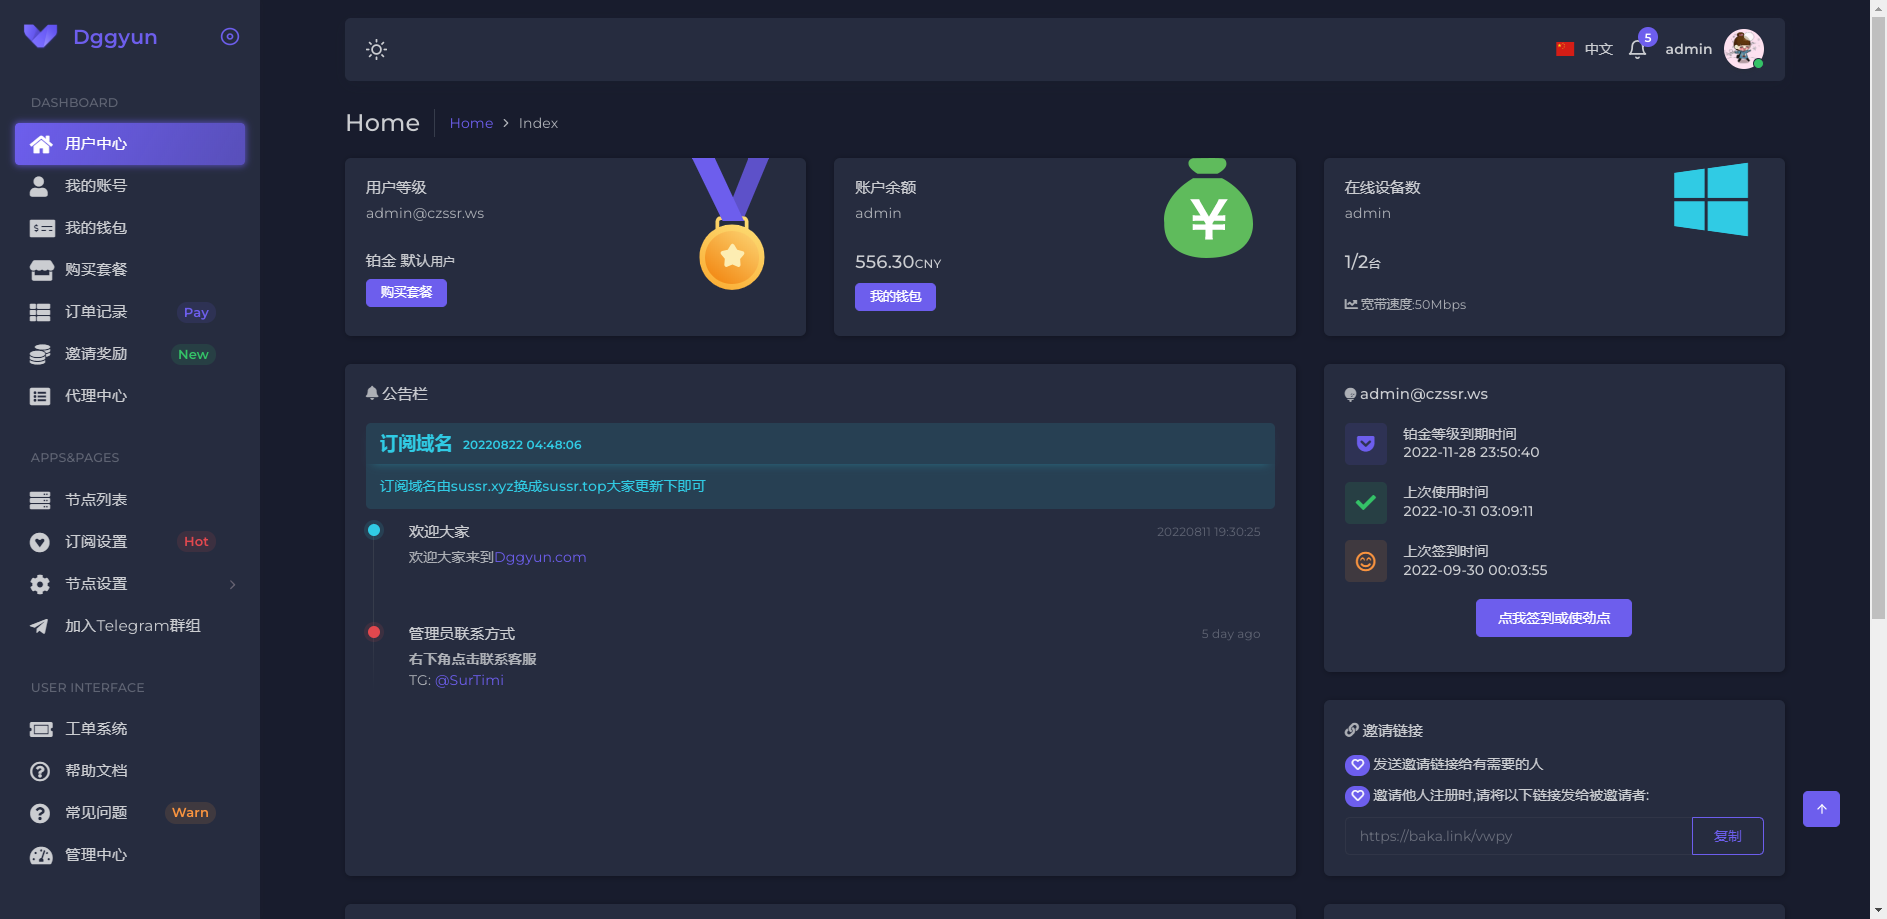 Dggyun
DASHBOARD
用户中心
我的账号
我的钱包
购买套餐
订单记录 Pay
邀请奖励 New
代理中心
APPS&PAGES
节点列表
订阅设置 Hot
节点设置
加入Telegram群组
USER INTERFACE
工单系统
帮助文档
常见问题 Warn
管理中心
中文 5 admin
Home Home > Index
用户等级
admin@czssr.ws
铂金 默认用户
购买套餐
账户余额
admin
556.30CNY
我的钱包
在线设备数
admin
1/2台
宽带速度:50Mbps
公告栏
订阅域名 20220822 04:48:06
订阅域名由sussr.xyz换成sussr.top大家更新下即可
欢迎大家 20220811 19:30:25
欢迎大家来到Dggyun.com
管理员联系方式 5 day ago
右下角点击联系客服
TG: @SurTimi
admin@czssr.ws
铂金等级到期时间
2022-11-28 23:50:40
上次使用时间
2022-10-31 03:09:11
上次签到时间
2022-09-30 00:03:55
点我签到或使劲点
邀请链接
发送邀请链接给有需要的人
邀请他人注册时,请将以下链接发给被邀请者:
https://baka.link/vwpy 复制